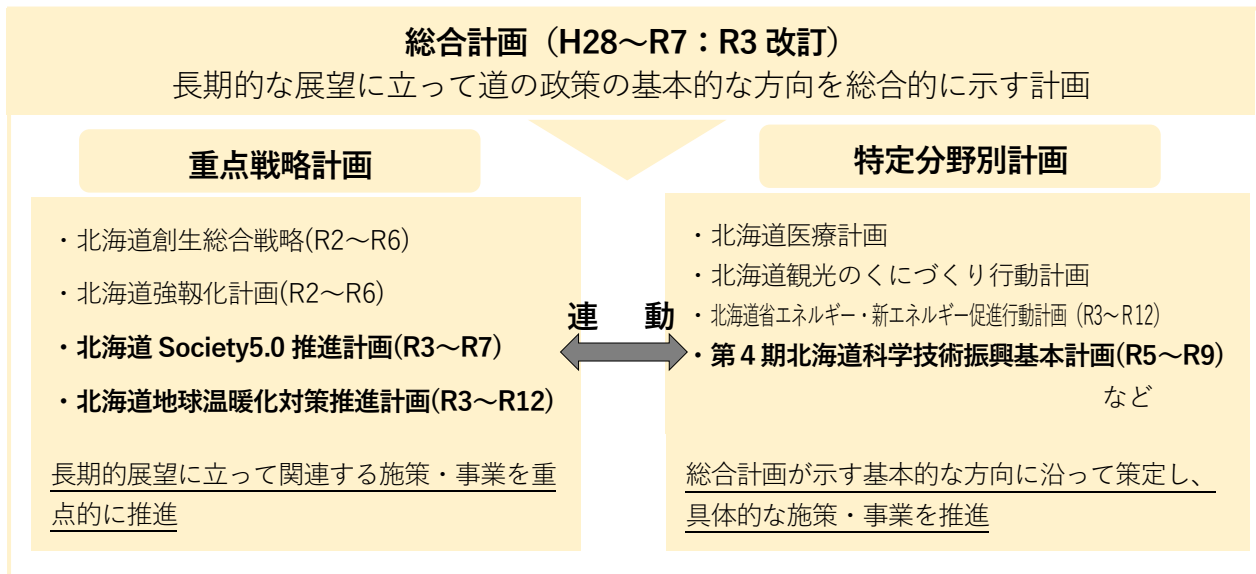 総合計画（H28～R7：R3 改訂）
長期的な展望に立って道の政策の基本的な方向を総合的に示す計画
重点戦略計画
・北海道創生総合戦略(R2～R6)
・北海道強靱化計画(R2～R6)
・北海道 Society5.0 推進計画(R3～R7)
・北海道地球温暖化対策推進計画(R3～R12)
長期的展望に立って関連する施策・事業を重
点的に推進
連　動
特定分野別計画
・北海道医療計画
・北海道観光のくにづくり行動計画
・北海道省エネルギー・新エネルギー促進行動計画（R3～R12）
・第４期北海道科学技術振興基本計画(R5～R9)
など
総合計画が示す基本的な方向に沿って策定し、
具体的な施策・事業を推進